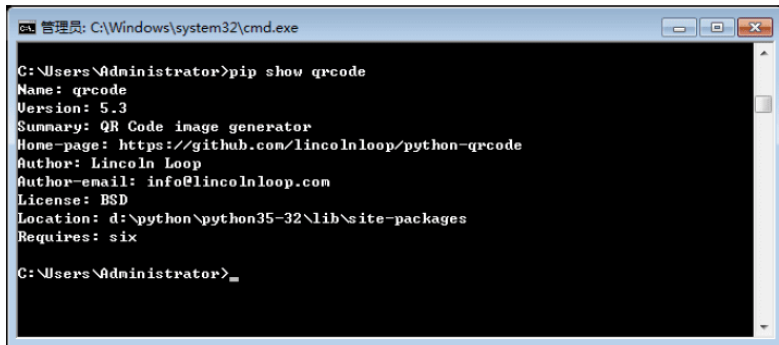 管理员: C:\Windows\system32\cmd.exe
C:\Users\Administrator>pip show qrcode
Name: qrcode
Version: 5.3
Summary: QR Code image generator
Home-page: https://github.com/lincolnloop/python-qrcode
Author: Lincoln Loop
Author-email: info@lincolnloop.com
License: BSD
Location: d:\python\python35-32\lib\site-packages
Requires: six
C:\Users\Administrator>_